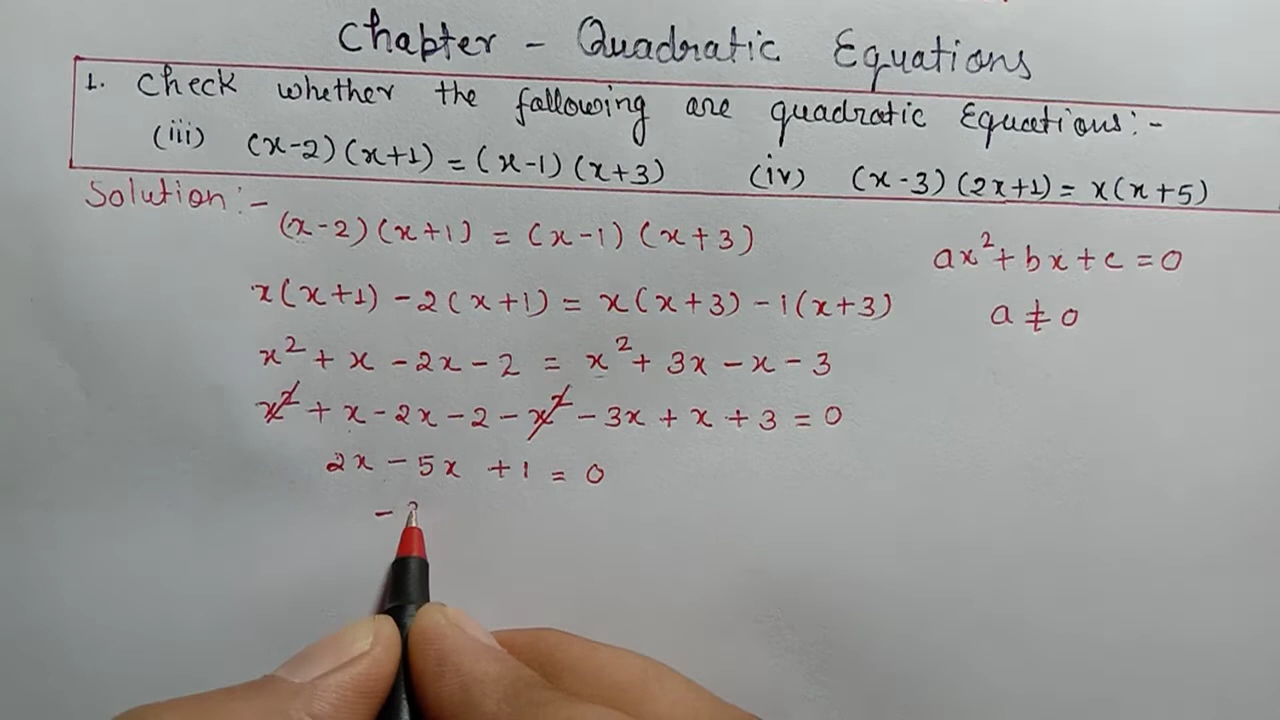 Chapter - Quadratic Equations
1. Check whether the following are quadratic Equations:-
(iii) (x-2)(x+1) = (x-1)(x+3) (iv) (x-3)(2x+1) = x(x+5)
Solution:-
(x-2)(x+1) = (x-1)(x+3)
ax²+bx+c=0
x(x+1) -2(x+1) = x(x+3) -1(x+3)
a≠0
x² + x - 2x - 2 = x² + 3x - x - 3
x² + x - 2x - 2 - x² - 3x + x + 3 = 0
2x - 5x + 1 = 0
-